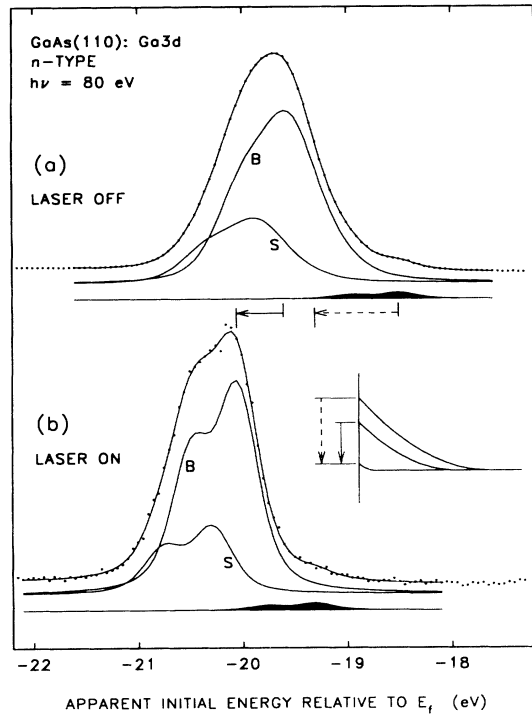 GaAs(110): Ga3d
n-TYPE
hν = 80 eV
(a)
LASER OFF
B
S
(b)
LASER ON
B
S
-22 -21 -20 -19 -18
APPARENT INITIAL ENERGY RELATIVE TO E_f (eV)